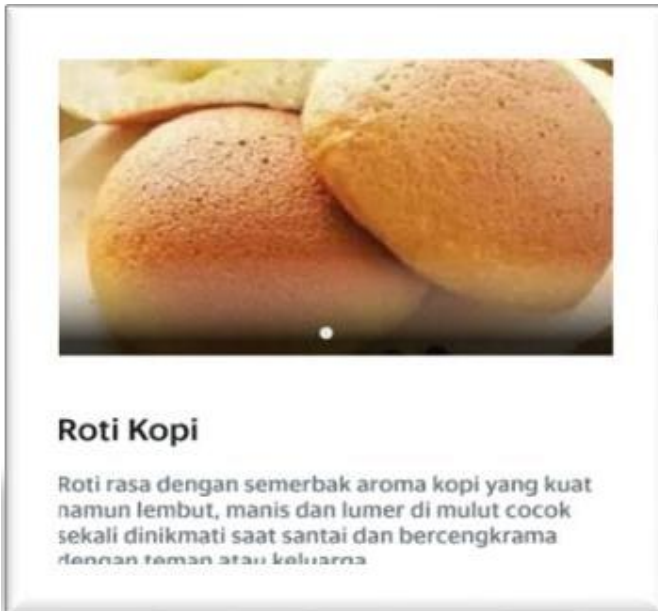 Roti Kopi
Roti rasa dengan semerbak aroma kopi yang kuat
namun lembut, manis dan lumer di mulut cocok
sekali dinikmati saat santai dan bercengkrama
dengan teman atau keluarga